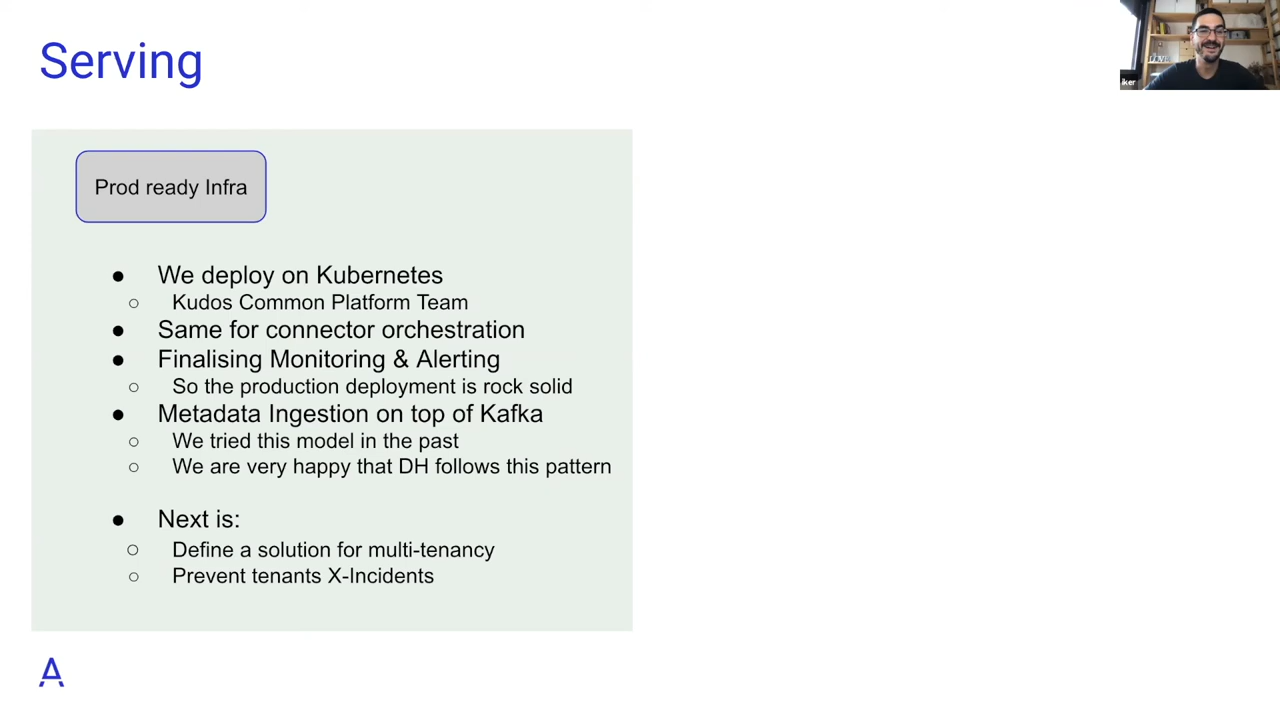 Serving
Prod ready Infra
● We deploy on Kubernetes
○ Kudos Common Platform Team
● Same for connector orchestration
● Finalising Monitoring & Alerting
○ So the production deployment is rock solid
● Metadata Ingestion on top of Kafka
○ We tried this model in the past
○ We are very happy that DH follows this pattern
● Next is:
○ Define a solution for multi-tenancy
○ Prevent tenants X-Incidents
A